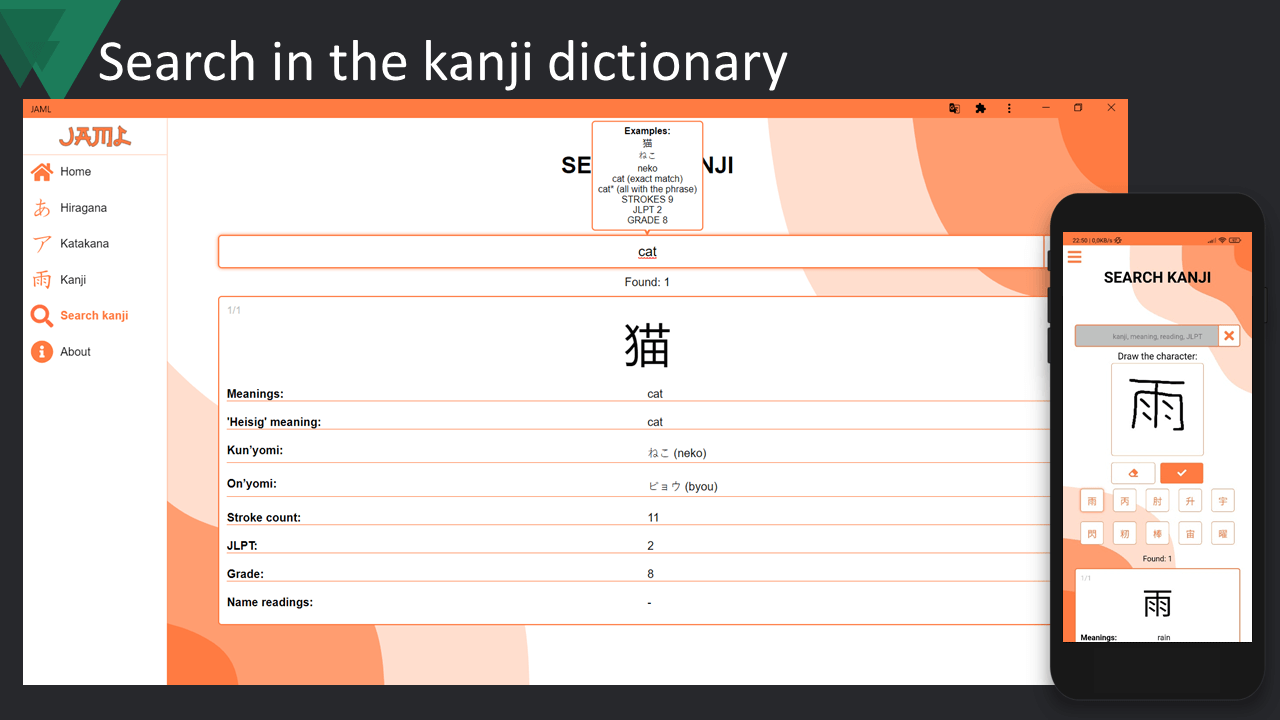 Search in the kanji dictionary
JAML
JAML
Home
あ Hiragana
ア Katakana
雨 Kanji
Search kanji
About
Examples:
猫
ねこ
neko
cat (exact match)
cat* (all with the phrase)
STROKES 9
JLPT 2
GRADE 8
SE NJI
cat
Found: 1
1/1
猫
Meanings: cat
'Heisig' meaning: cat
Kun'yomi: ねこ (neko)
On'yomi: ビョウ (byou)
Stroke count: 11
JLPT: 2
Grade: 8
Name readings: -
22:50 | 0,0KB/s
SEARCH KANJI
kanji, meaning, reading, JLPT
Draw the character:
雨
雨 丙 肘 升 宇
閃 籾 棒 宙 曜
Found: 1
1/1
雨
Meanings: rain